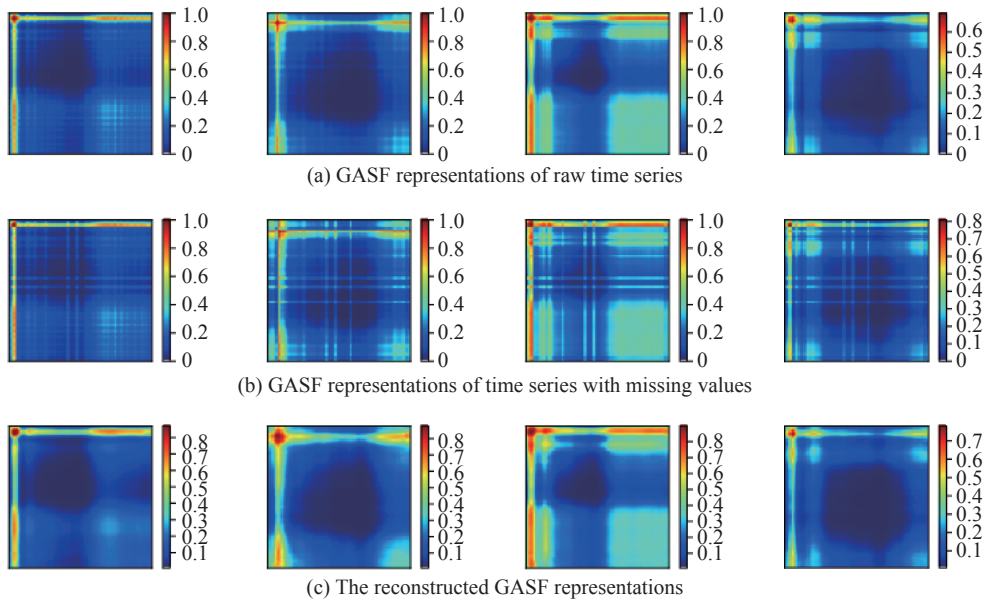 1.0 0.8 0.6 0.4 0.2 0
1.0 0.8 0.6 0.4 0.2 0
1.0 0.8 0.6 0.4 0.2 0
0.6 0.5 0.4 0.3 0.2 0.1 0
(a) GASF representations of raw time series
1.0 0.8 0.6 0.4 0.2 0
1.0 0.8 0.6 0.4 0.2 0
1.0 0.8 0.6 0.4 0.2 0
0.8 0.7 0.6 0.5 0.4 0.3 0.2 0.1 0
(b) GASF representations of time series with missing values
0.8 0.7 0.6 0.5 0.4 0.3 0.2 0.1
0.8 0.7 0.6 0.5 0.4 0.3 0.2 0.1
0.8 0.7 0.6 0.5 0.4 0.3 0.2 0.1
0.7 0.6 0.5 0.4 0.3 0.2 0.1
(c) The reconstructed GASF representations